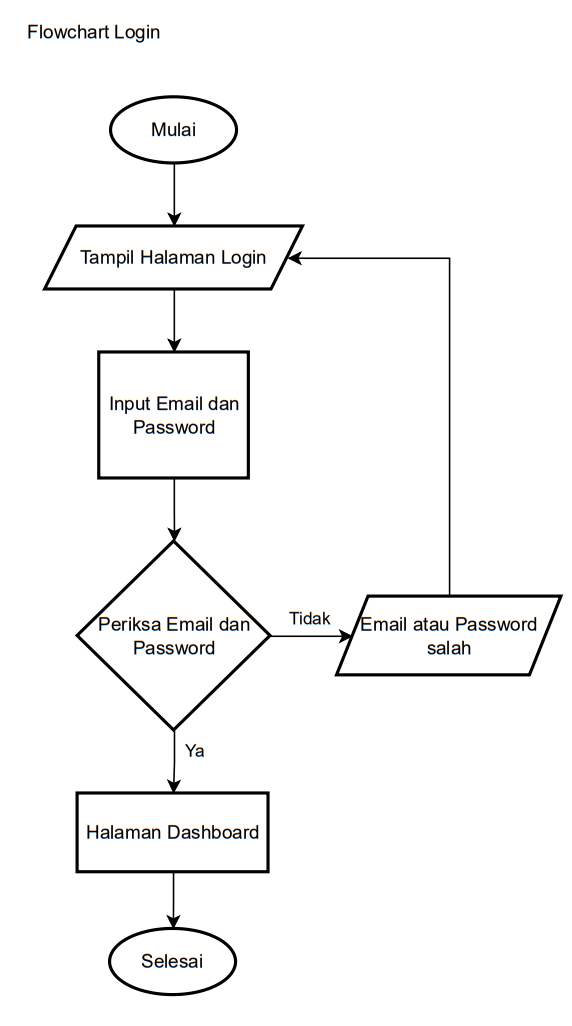 Flowchart Login
Mulai
Tampil Halaman Login
Input Email dan
Password
Periksa Email dan
Password
Tidak
Email atau Password
salah
Ya
Halaman Dashboard
Selesai